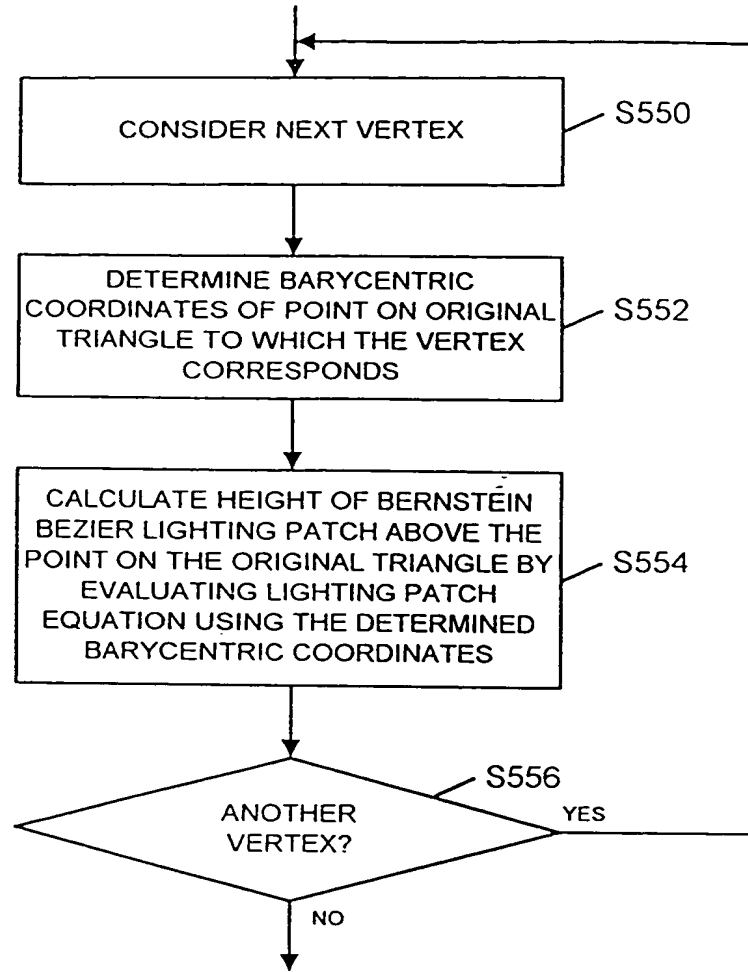 CONSIDER NEXT VERTEX
S550
DETERMINE BARYCENTRIC
COORDINATES OF POINT ON ORIGINAL
TRIANGLE TO WHICH THE VERTEX
CORRESPONDS
S552
CALCULATE HEIGHT OF BERNSTEIN
BEZIER LIGHTING PATCH ABOVE THE
POINT ON THE ORIGINAL TRIANGLE BY
EVALUATING LIGHTING PATCH
EQUATION USING THE DETERMINED
BARYCENTRIC COORDINATES
S554
S556
ANOTHER
VERTEX?
YES
NO